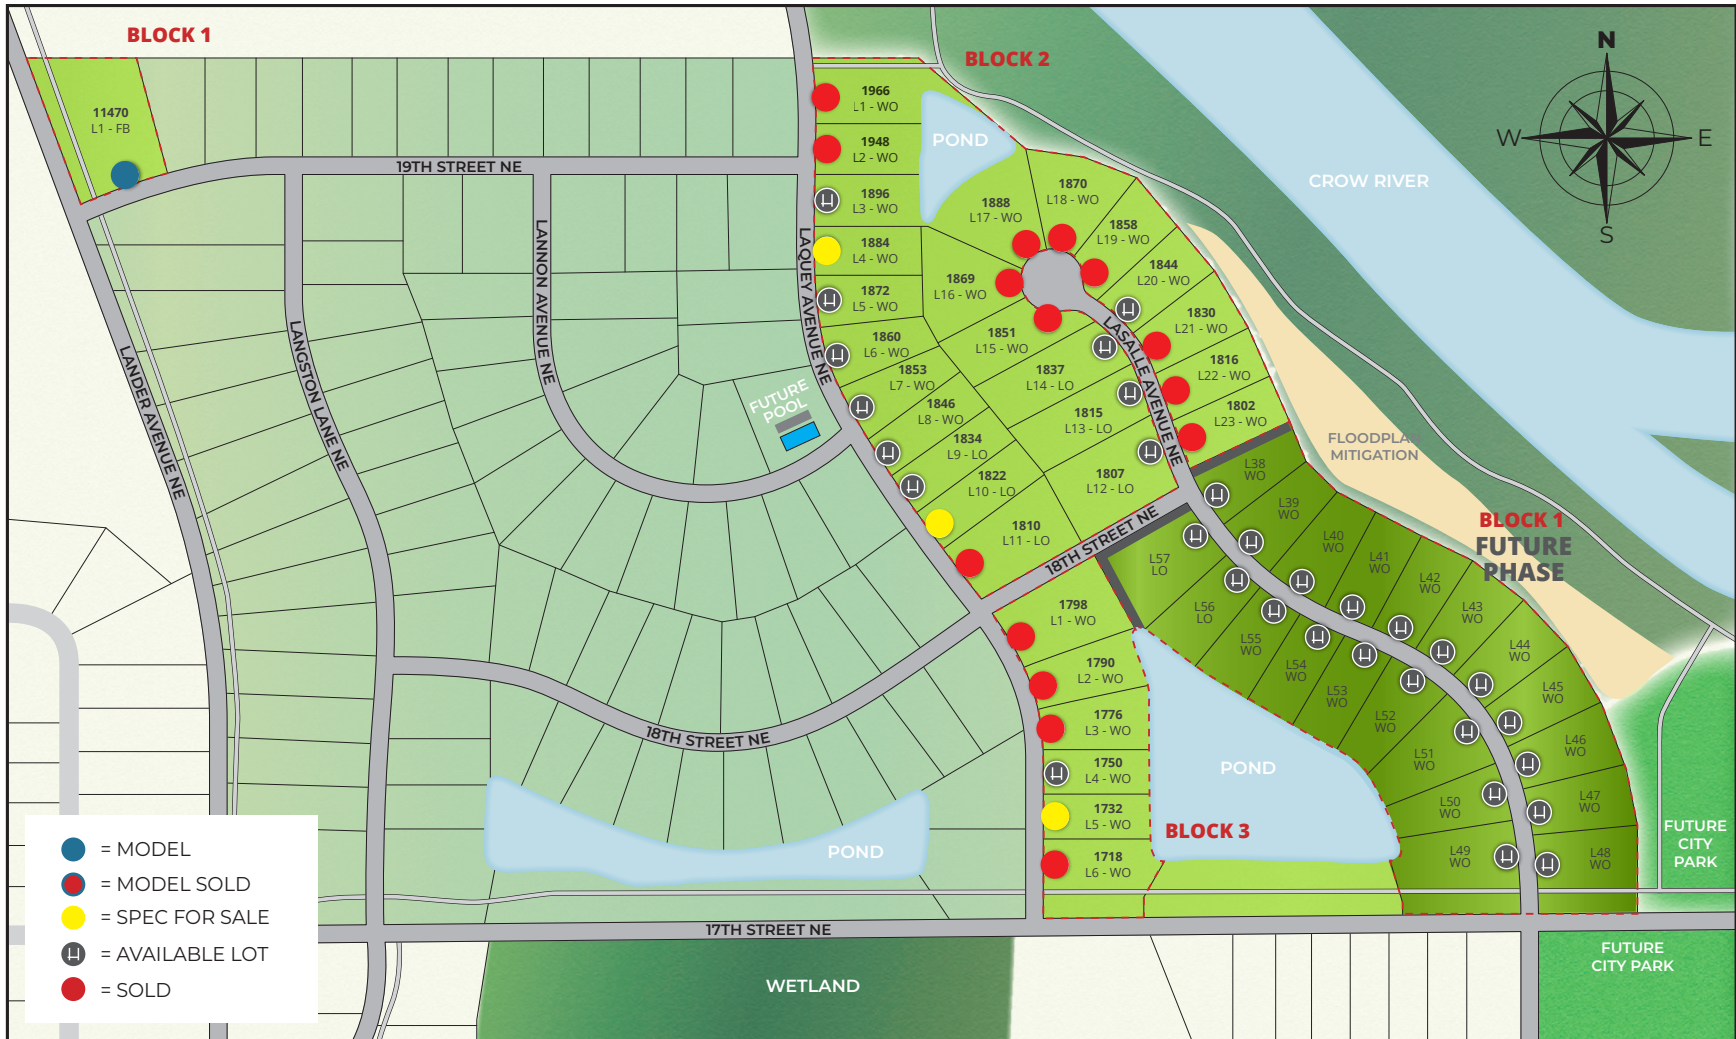 BLOCK 1
11470
L1 - FB
19TH STREET NE
LANDER AVENUE NE
LANGSTON LANE NE
LANNON AVENUE NE
LAQUEY AVENUE NE
FUTURE
POOL
18TH STREET NE
POND
17TH STREET NE
WETLAND
BLOCK 2
1966
L1 - WO
1948
L2 - WO
1896
L3 - WO
1884
L4 - WO
1872
L5 - WO
1860
L6 - WO
1853
L7 - WO
1846
L8 - WO
1834
L9 - LO
1822
L10 - LO
1810
L11 - LO
1807
L12 - LO
1815
L13 - LO
1837
L14 - LO
1851
L15 - WO
1869
L16 - WO
1888
L17 - WO
1870
L18 - WO
1858
L19 - WO
1844
L20 - WO
1830
L21 - WO
1816
L22 - WO
1802
L23 - WO
POND
LASALLE AVENUE NE
18TH STREET NE
CROW RIVER
N
W
E
S
FLOODPLAIN
MITIGATION
BLOCK 1
FUTURE
PHASE
L38
WO
L39
WO
L40
WO
L41
WO
L42
WO
L43
WO
L44
WO
L45
WO
L46
WO
L47
WO
L48
WO
L49
WO
L50
WO
L51
WO
L52
WO
L53
WO
L54
WO
L55
WO
L56
LO
L57
LO
1798
L1 - WO
1790
L2 - WO
1776
L3 - WO
1750
L4 - WO
1732
L5 - WO
1718
L6 - WO
POND
BLOCK 3
FUTURE
CITY
PARK
FUTURE
CITY PARK
= MODEL
= MODEL SOLD
= SPEC FOR SALE
= AVAILABLE LOT
= SOLD